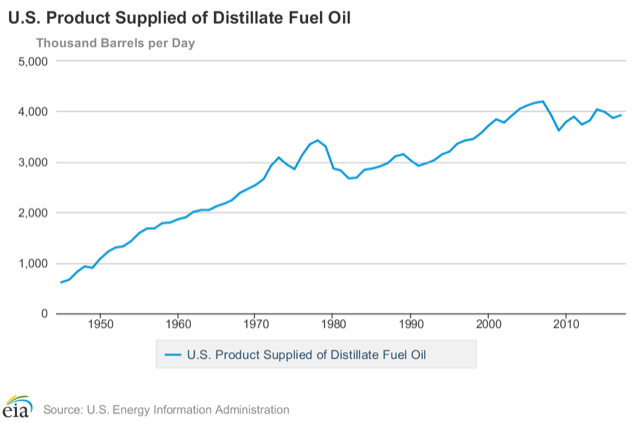 U.S. Product Supplied of Distillate Fuel Oil
Thousand Barrels per Day
5,000
4,000
3,000
2,000
1,000
0
1950 1960 1970 1980 1990 2000 2010
U.S. Product Supplied of Distillate Fuel Oil
eia Source: U.S. Energy Information Administration